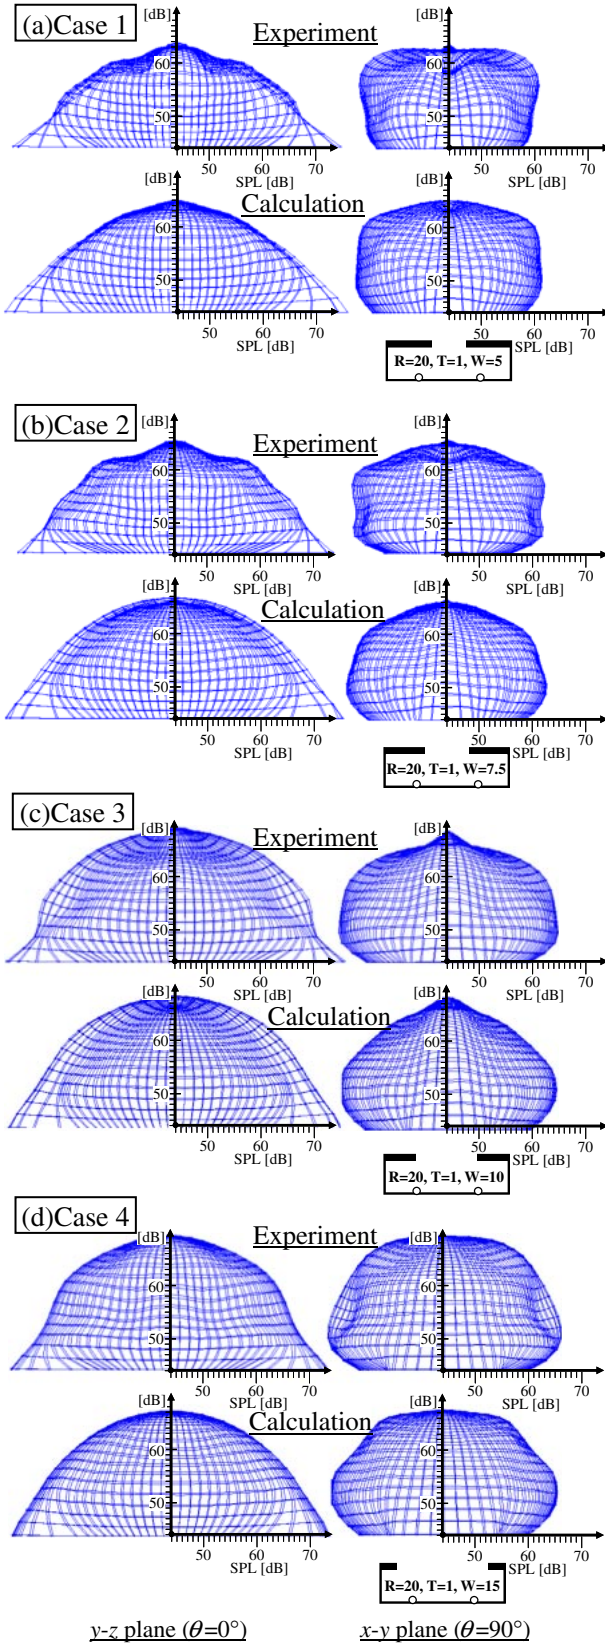 (a)Case 1
Experiment
[dB] [dB]
60 60
50 50
50 60 70 50 60 70
SPL [dB] SPL [dB]
Calculation
[dB] [dB]
60 60
50 50
50 60 70 50 60 70
SPL [dB] SPL [dB]
R=20, T=1, W=5
(b)Case 2
Experiment
[dB] [dB]
60 60
50 50
50 60 70 50 60 70
SPL [dB] SPL [dB]
Calculation
[dB] [dB]
60 60
50 50
50 60 70 50 60 70
SPL [dB] SPL [dB]
R=20, T=1, W=7.5
(c)Case 3
Experiment
[dB] [dB]
60 60
50 50
50 60 70 50 60 70
SPL [dB] SPL [dB]
Calculation
[dB] [dB]
60 60
50 50
50 60 70 50 60 70
SPL [dB] SPL [dB]
R=20, T=1, W=10
(d)Case 4
Experiment
[dB] [dB]
60 60
50 50
50 60 70 50 60 70
SPL [dB] SPL [dB]
Calculation
[dB] [dB]
60 60
50 50
50 60 70 50 60 70
SPL [dB] SPL [dB]
R=20, T=1, W=15
y-z plane (θ=0°) x-y plane (θ=90°)